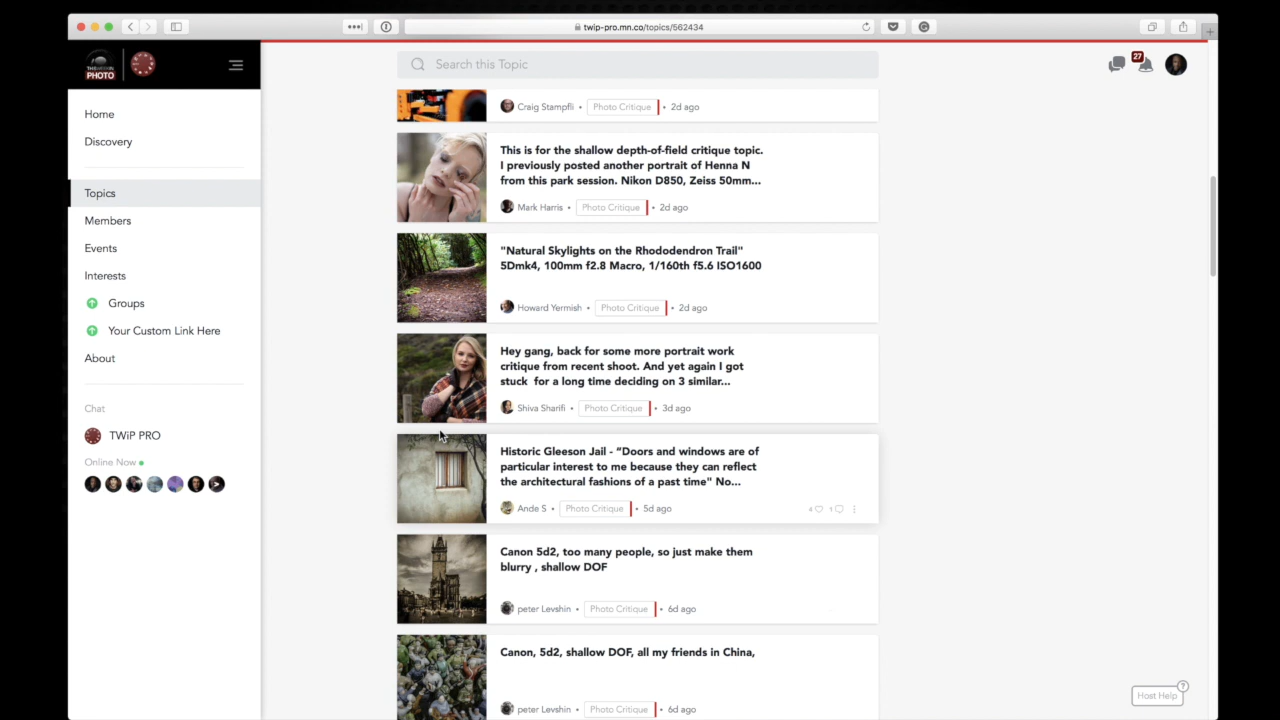 twip-pro.mn.co/topics/562434
THIS WEEK IN
PHOTO
Search this Topic
27
Home
Discovery
Topics
Members
Events
Interests
Groups
Your Custom Link Here
About
Chat
TWiP PRO
Online Now
Craig Stampfli • Photo Critique • 2d ago
This is for the shallow depth-of-field critique topic.
I previously posted another portrait of Henna N
from this park session. Nikon D850, Zeiss 50mm...
Mark Harris • Photo Critique • 2d ago
"Natural Skylights on the Rhododendron Trail"
5Dmk4, 100mm f2.8 Macro, 1/160th f5.6 ISO1600
Howard Yermish • Photo Critique • 2d ago
Hey gang, back for some more portrait work
critique from recent shoot. And yet again I got
stuck for a long time deciding on 3 similar...
Shiva Sharifi • Photo Critique • 3d ago
Historic Gleeson Jail - “Doors and windows are of
particular interest to me because they can reflect
the architectural fashions of a past time" No...
Ande S • Photo Critique • 5d ago
4 1
Canon 5d2, too many people, so just make them
blurry , shallow DOF
peter Levshin • Photo Critique • 6d ago
Canon, 5d2, shallow DOF, all my friends in China,
peter Levshin • Photo Critique • 6d ago
Host Help ?